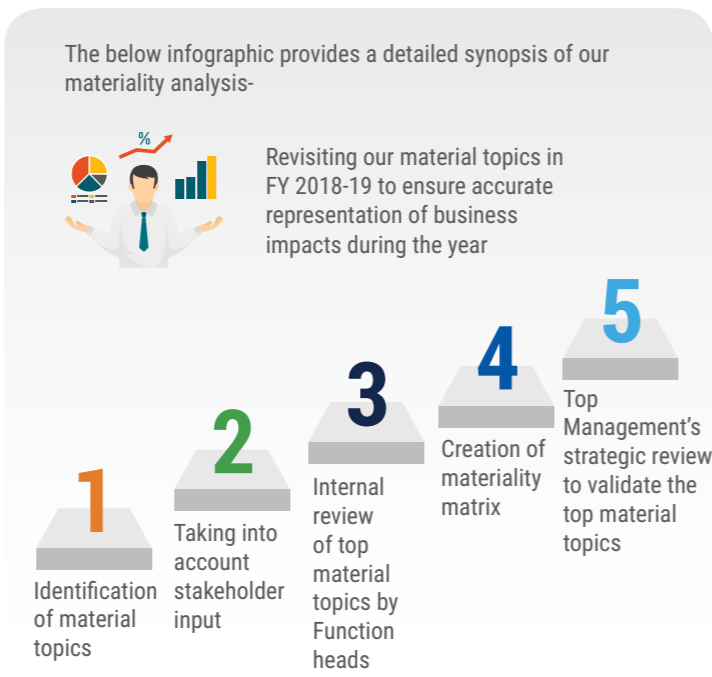 The below infographic provides a detailed synopsis of our
materiality analysis-
%
Revisiting our material topics in
FY 2018-19 to ensure accurate
representation of business
impacts during the year
1
Identification
of material
topics
2
Taking into
account
stakeholder
input
3
Internal
review
of top
material
topics by
Function
heads
4
Creation of
materiality
matrix
5
Top
Management's
strategic review
to validate the
top material
topics